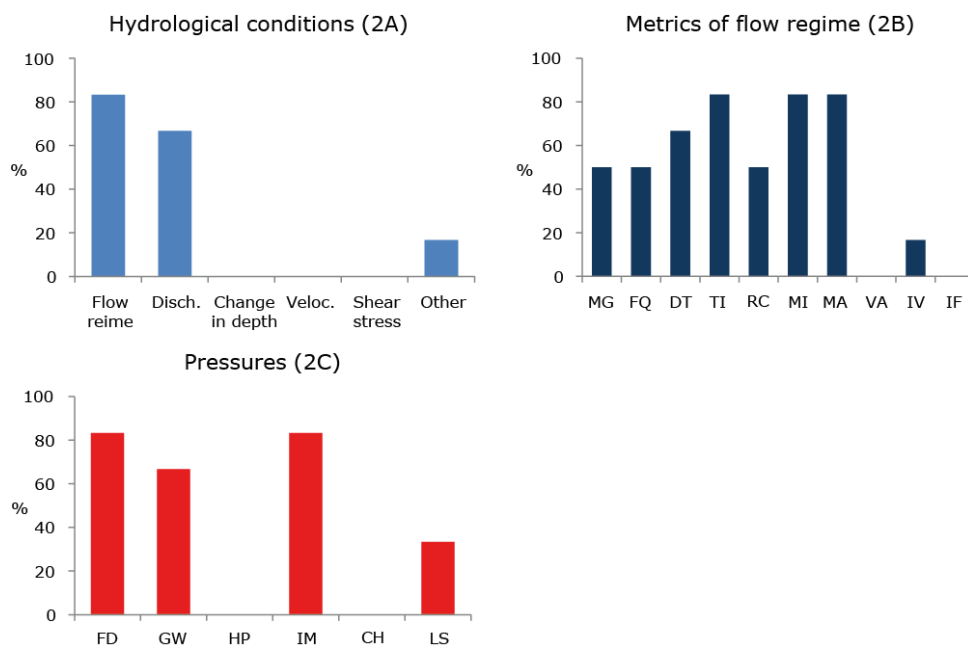 Hydrological conditions (2A)
100
80
60
%
40
20
0
Flow reime
Disch.
Change in depth
Veloc.
Shear stress
Other
Metrics of flow regime (2B)
100
80
60
%
40
20
0
MG FQ DT TI RC MI MA VA IV IF
Pressures (2C)
100
80
60
%
40
20
0
FD GW HP IM CH LS